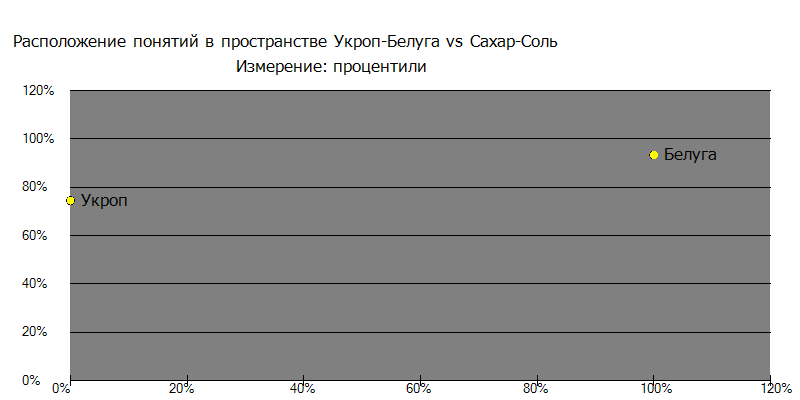 Расположение понятий в пространстве Укроп-Белуга vs Сахар-Соль
Измерение: процентили
120%
100%
Белуга
80%
Укроп
60%
40%
20%
0%
0% 20% 40% 60% 80% 100% 120%